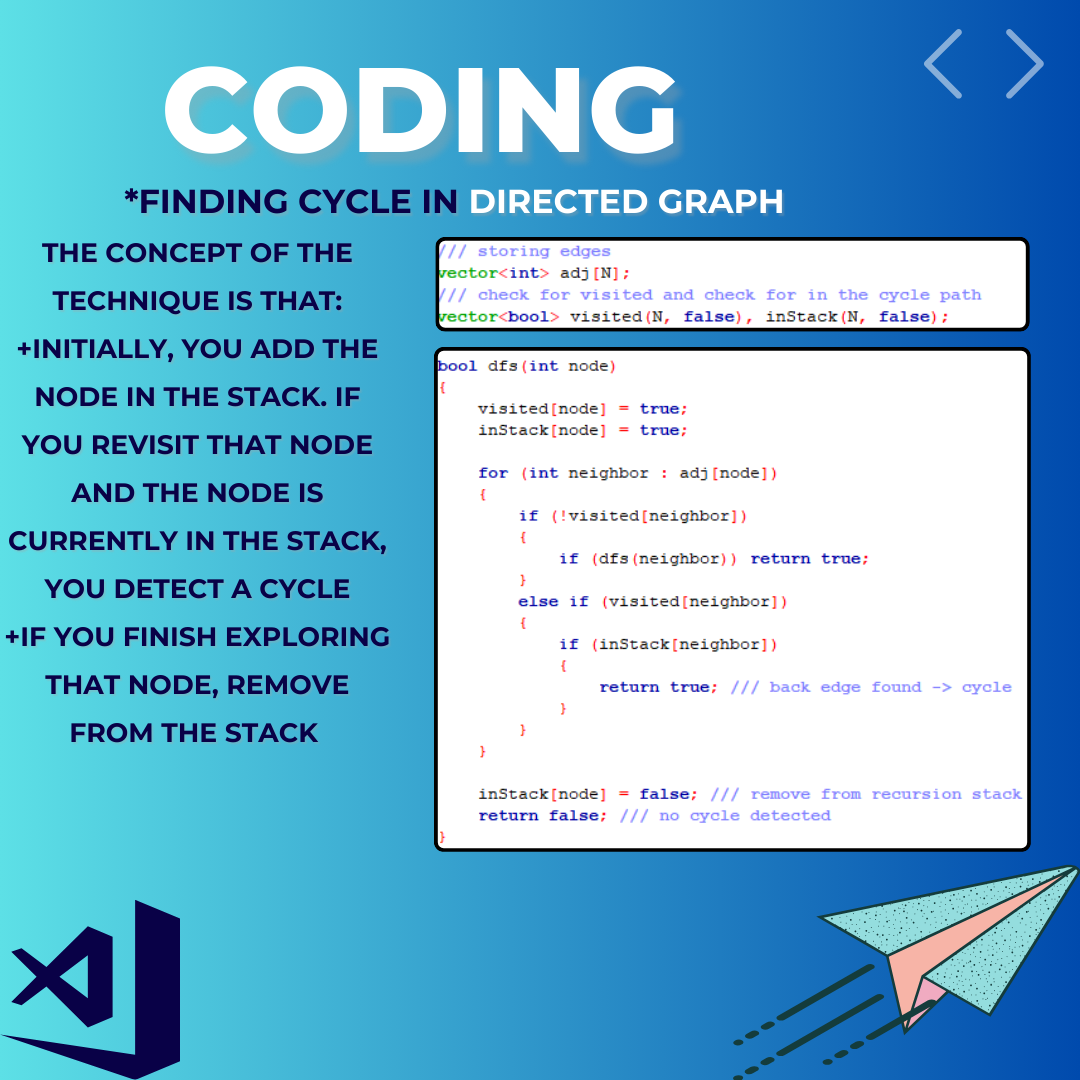 CODING
*FINDING CYCLE IN DIRECTED GRAPH
THE CONCEPT OF THE
TECHNIQUE IS THAT:
+INITIALLY, YOU ADD THE
NODE IN THE STACK. IF
YOU REVISIT THAT NODE
AND THE NODE IS
CURRENTLY IN THE STACK,
YOU DETECT A CYCLE
+IF YOU FINISH EXPLORING
THAT NODE, REMOVE
FROM THE STACK
/// storing edges
vector<int> adj[N];
/// check for visited and check for in the cycle path
vector<bool> visited(N, false), inStack(N, false);
bool dfs(int node)
{
    visited[node] = true;
    inStack[node] = true;

    for (int neighbor : adj[node])
    {
        if (!visited[neighbor])
        {
            if (dfs(neighbor)) return true;
        }
        else if (visited[neighbor])
        {
            if (inStack[neighbor])
            {
                return true; /// back edge found -> cycle
            }
        }
    }

    inStack[node] = false; /// remove from recursion stack
    return false; /// no cycle detected
}